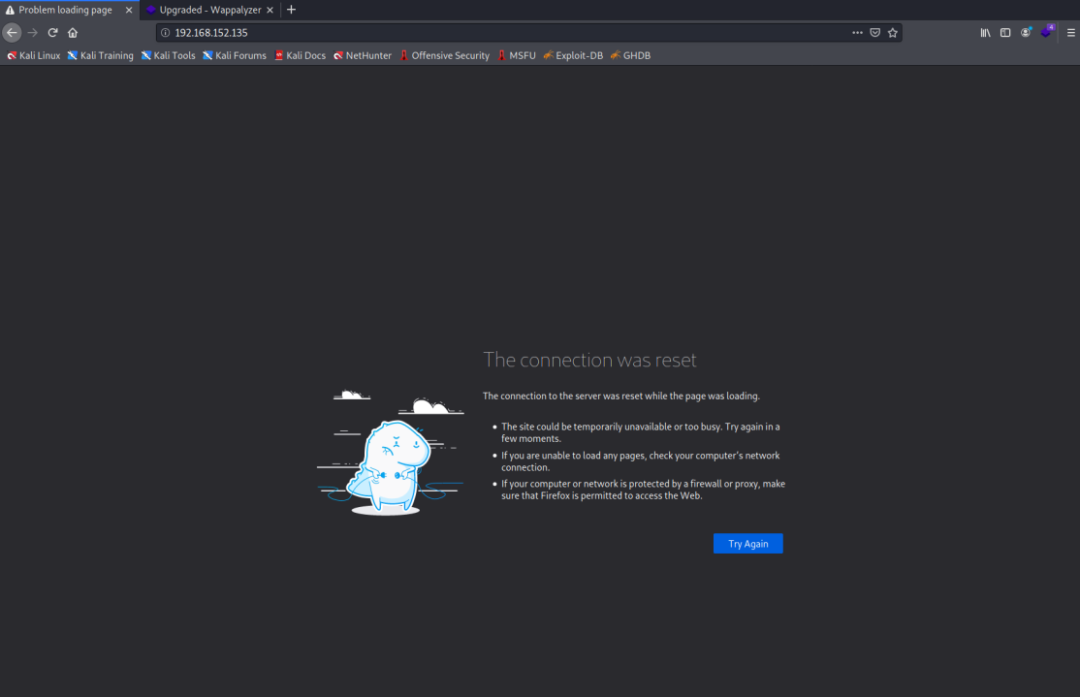 Problem loading page
Upgraded - Wappalyzer
192.168.152.135
Kali Linux Kali Training Kali Tools Kali Forums Kali Docs NetHunter Offensive Security MSFU Exploit-DB GHDB
The connection was reset
The connection to the server was reset while the page was loading.
The site could be temporarily unavailable or too busy. Try again in a
few moments.
If you are unable to load any pages, check your computer's network
connection.
If your computer or network is protected by a firewall or proxy, make
sure that Firefox is permitted to access the Web.
Try Again